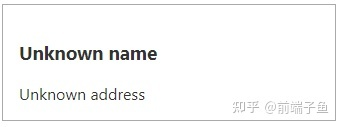 Unknown name
Unknown address
知乎 @前端子鱼